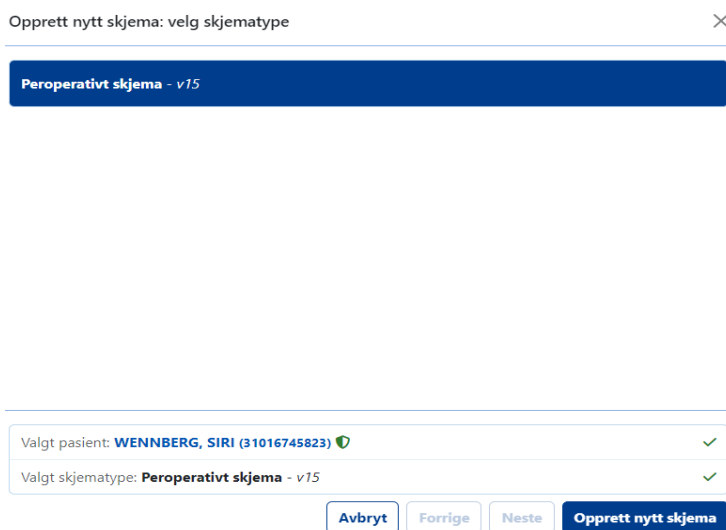 Opprett nytt skjema: velg skjematype
Peroperativt skjema - v15
Valgt pasient: WENNBERG, SIRI (31016745823)
Valgt skjematype: Peroperativt skjema - v15
Avbryt Forrige Neste Opprett nytt skjema